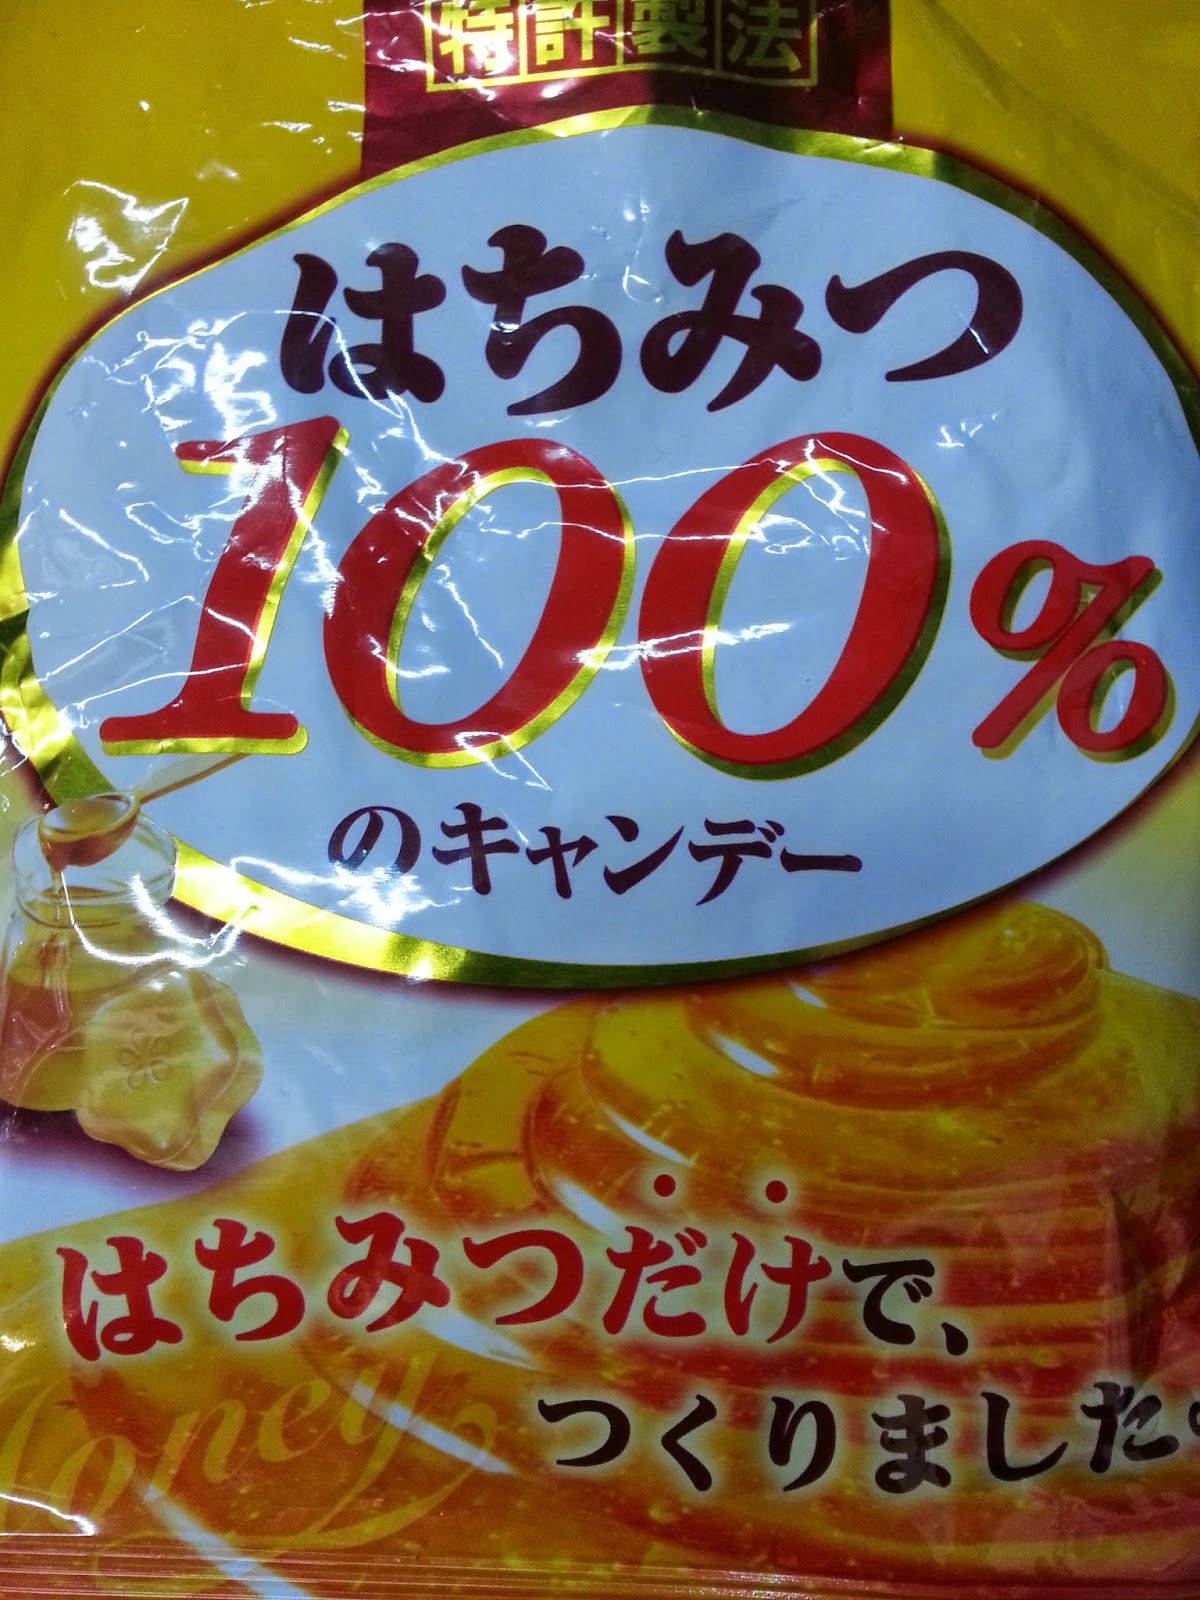 特許製法
はちみつ
100%
のキャンデー
はちみつだけで、
つくりました
Honey